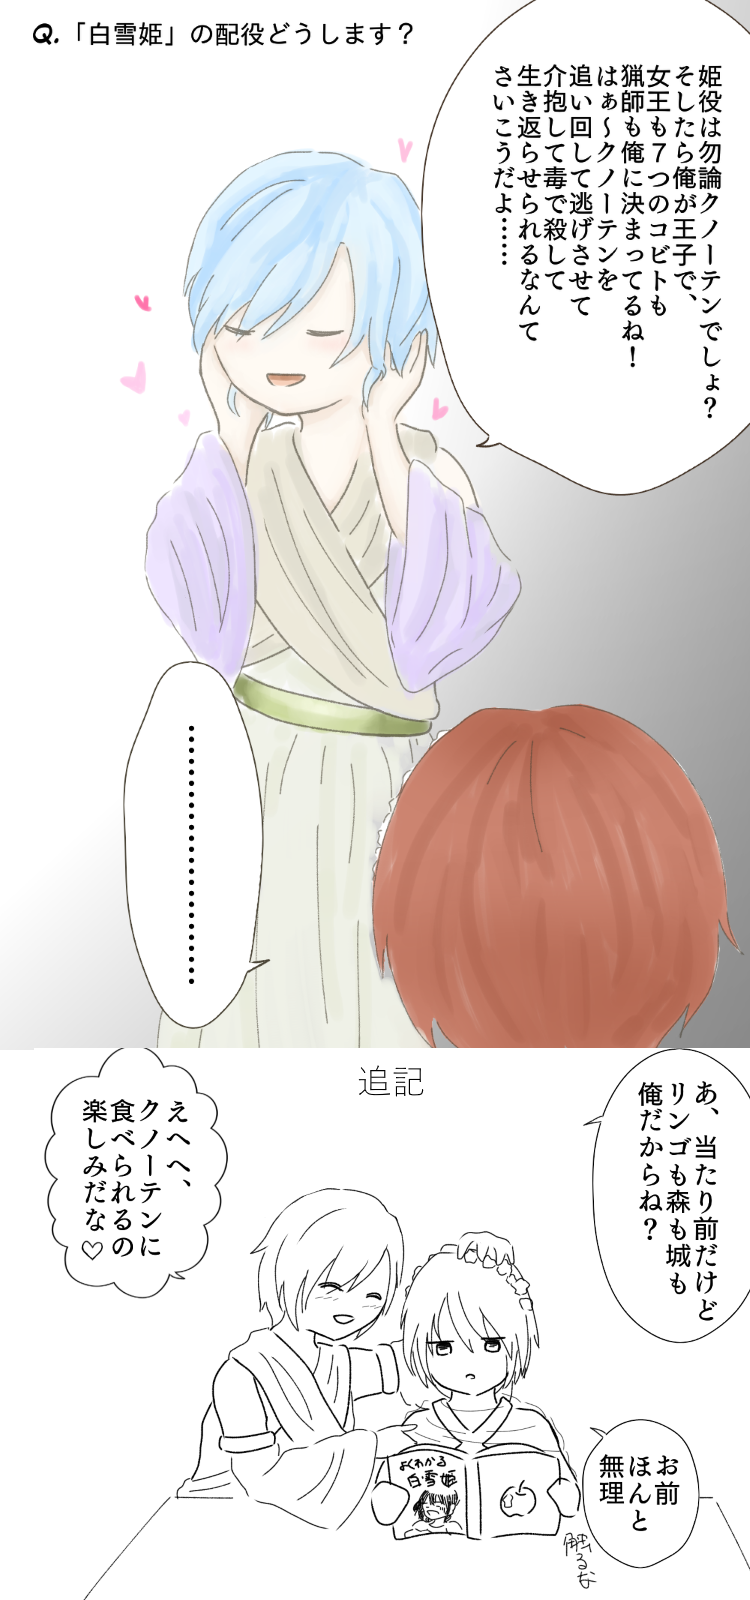 Q.「白雪姫」の配役どうします？
姫役は勿論クノーテンでしょ？
そしたら俺が王子で、
女王も７つのコビトも
猟師も俺に決まってるね！
はぁ～クノーテンを
追い回して逃げさせて
介抱して毒で殺して
生き返らせられるなんて
さいこうだよ……
…………………
追記
あ、当たり前だけど
リンゴも森も城も
俺だからね？
えへへ、
クノーテンに
食べられるの
楽しみだな♡
よくわかる
白雪姫
お前
ほんと
無理
触るな